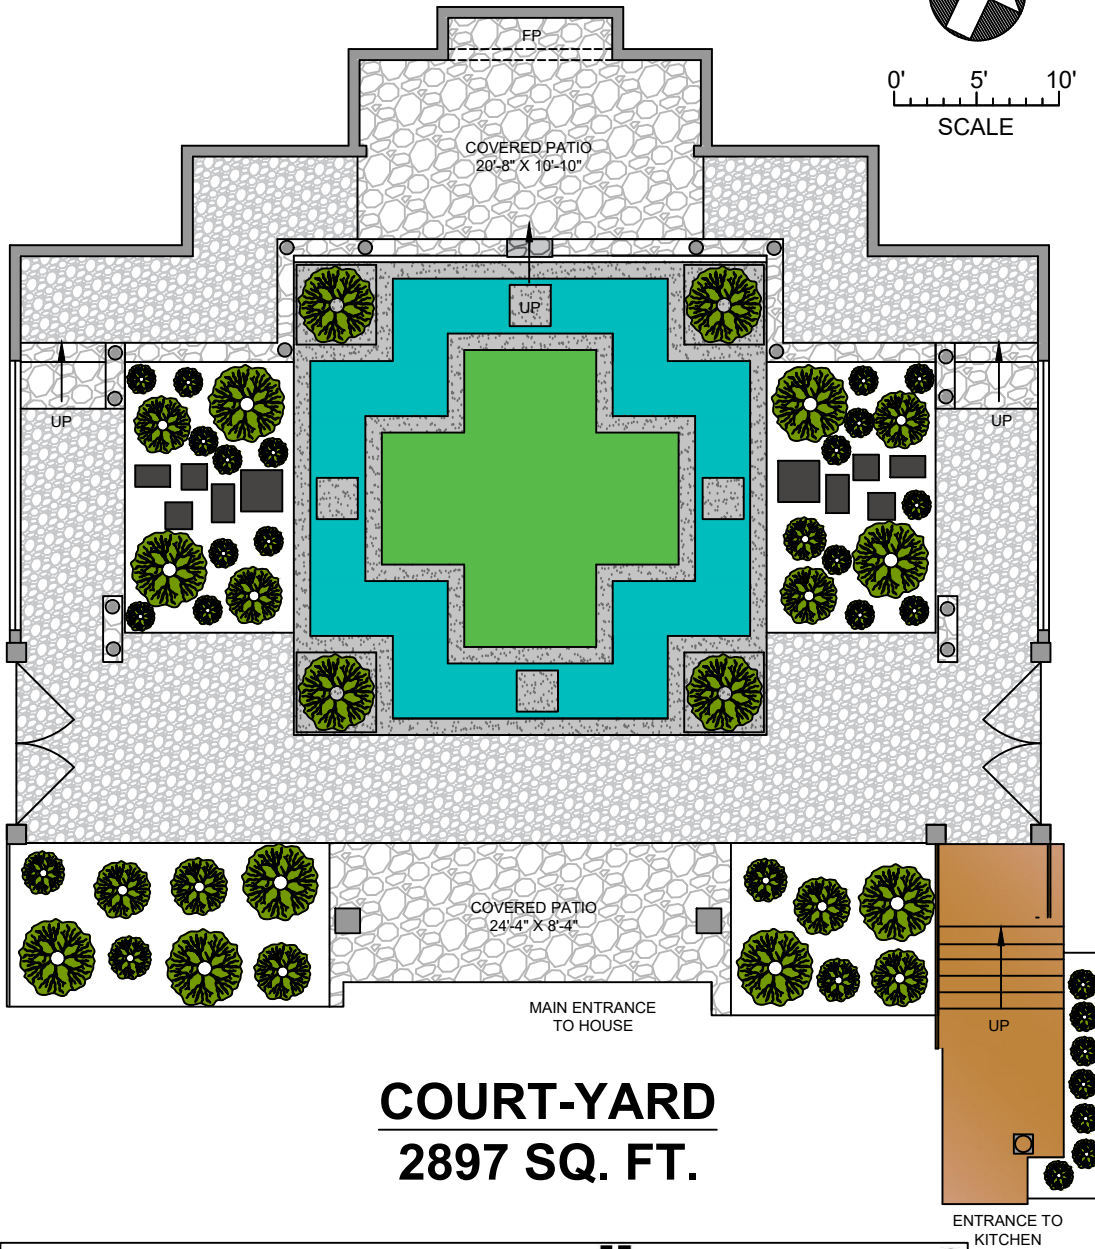 FP
0' 5' 10'
SCALE
COVERED PATIO
20'-8" X 10'-10"
UP
UP
UP
COVERED PATIO
24'-4" X 8'-4"
MAIN ENTRANCE
TO HOUSE
UP
COURT-YARD
2897 SQ. FT.
ENTRANCE TO
KITCHEN